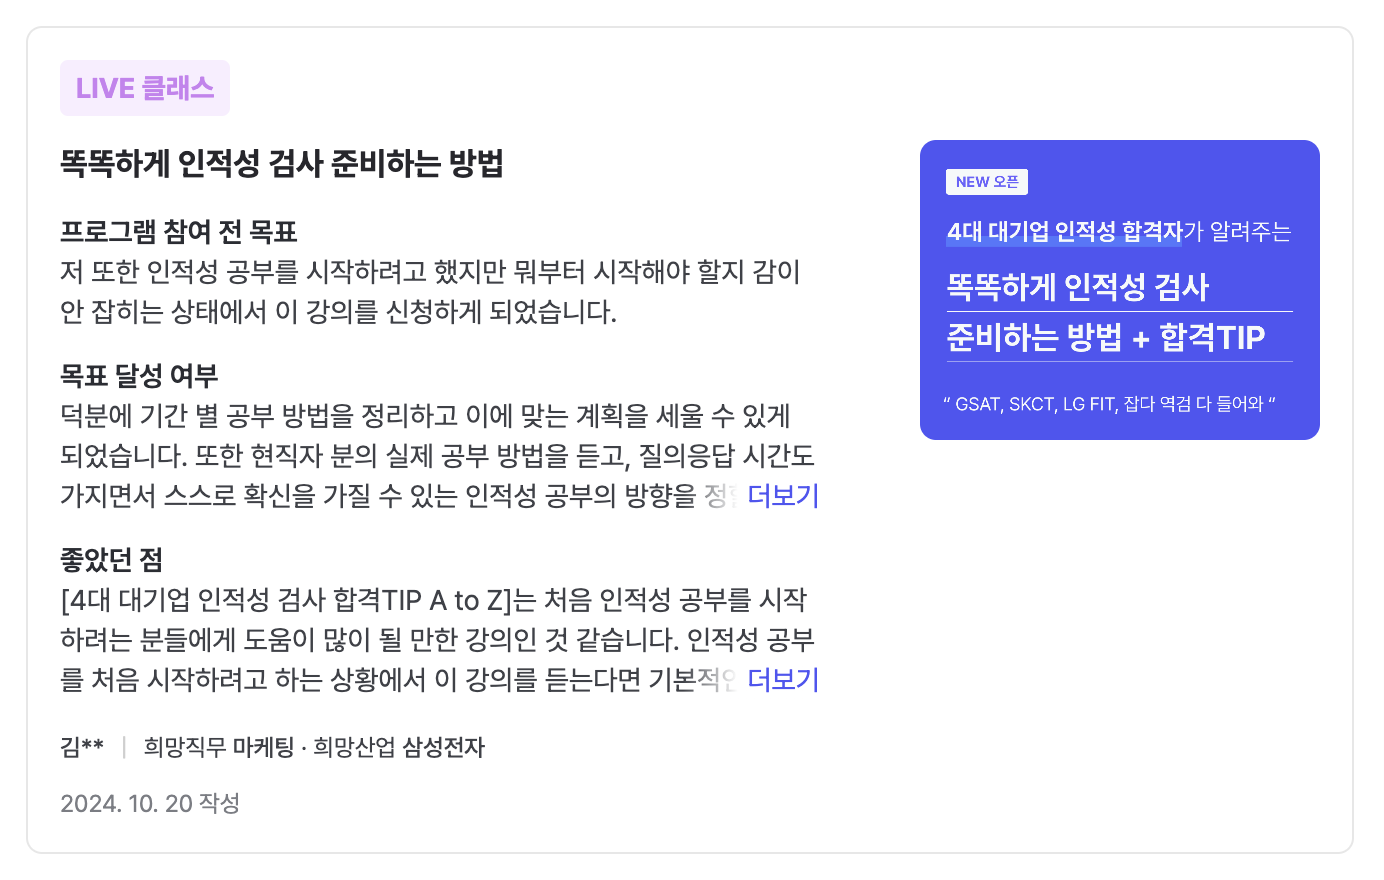 LIVE 클래스
똑똑하게 인적성 검사 준비하는 방법
프로그램 참여 전 목표
저 또한 인적성 공부를 시작하려고 했지만 뭐부터 시작해야 할지 감이
안 잡히는 상태에서 이 강의를 신청하게 되었습니다.
목표 달성 여부
덕분에 기간 별 공부 방법을 정리하고 이에 맞는 계획을 세울 수 있게
되었습니다. 또한 현직자 분의 실제 공부 방법을 듣고, 질의응답 시간도
가지면서 스스로 확신을 가질 수 있는 인적성 공부의 방향을 더보기
좋았던 점
[4대 대기업 인적성 검사 합격TIP A to Z]는 처음 인적성 공부를 시작
하려는 분들에게 도움이 많이 될 만한 강의인 것 같습니다. 인적성 공부
를 처음 시작하려고 하는 상황에서 이 강의를 듣는다면 더보기
김** | 희망직무 마케팅 · 희망산업 삼성전자
2024. 10. 20 작성
NEW 오픈
4대 대기업 인적성 합격자가 알려주는
똑똑하게 인적성 검사
준비하는 방법 + 합격TIP
“ GSAT, SKCT, LG FIT, 잡다 역검 다 들어와 “